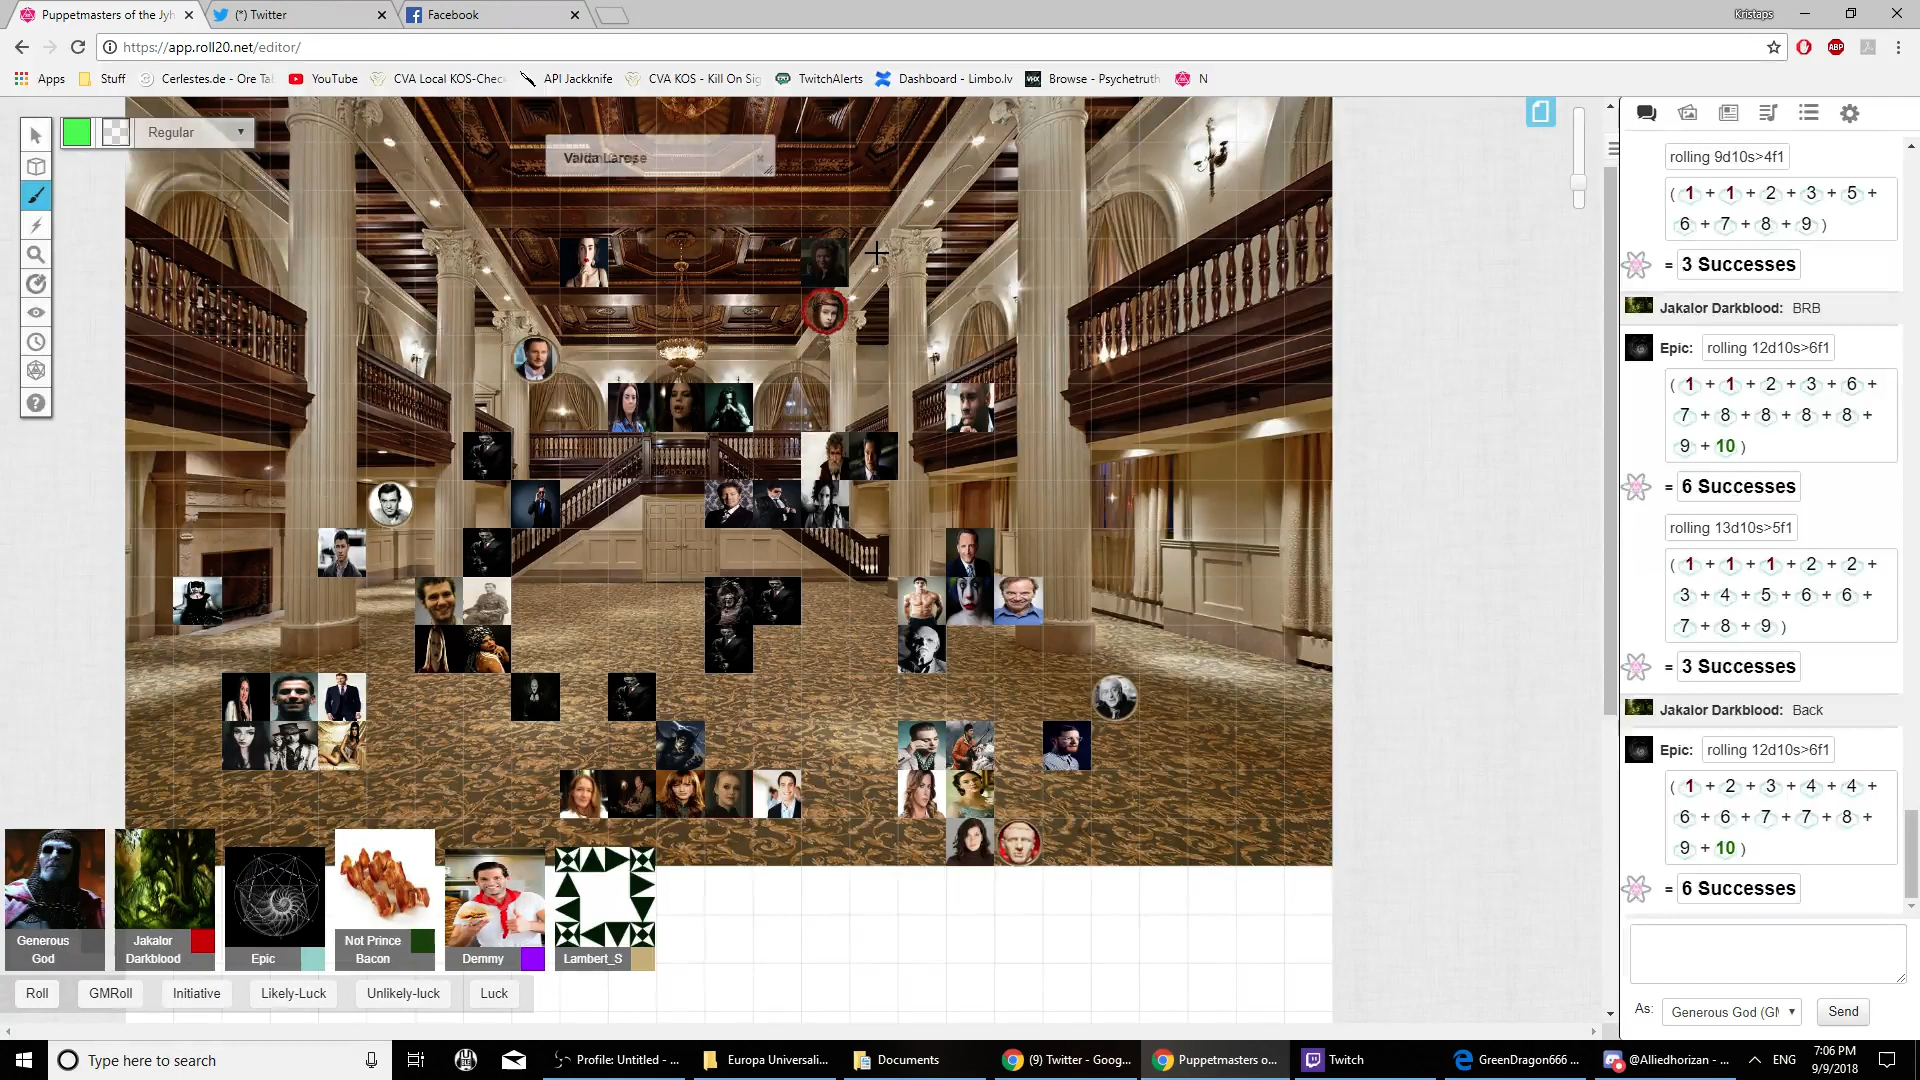 Puppetmasters of the Jyh
(*) Twitter
Facebook
Kristaps
https://app.roll20.net/editor/
Apps
Stuff
Cerlestes.de - Ore Tab
YouTube
CVA Local KOS-Chec
API Jackknife
CVA KOS - Kill On Sig
TwitchAlerts
Dashboard - Limbo.lv
Browse - Psychetruth
N
Regular
rolling 9d10s>4f1
(1 + 1 + 2 + 3 + 5 +
6 + 7 + 8 + 9)
= 3 Successes
Jakalor Darkblood: BRB
Epic: rolling 12d10s>6f1
(1 + 1 + 2 + 3 + 6 +
7 + 8 + 8 + 8 + 8 +
9 + 10)
= 6 Successes
rolling 13d10s>5f1
(1 + 1 + 1 + 2 + 2 +
3 + 4 + 5 + 6 + 6 +
7 + 8 + 9)
= 3 Successes
Jakalor Darkblood: Back
Epic: rolling 12d10s>6f1
(1 + 2 + 3 + 4 + 4 +
6 + 6 + 7 + 7 + 8 +
9 + 10)
= 6 Successes
Generous God
Jakalor Darkblood
Epic
Not Prince Bacon
Demmy
Lambert_S
Roll
GMRoll
Initiative
Likely-Luck
Unlikely-luck
Luck
As:
Generous God (GM
Send
Type here to search
Profile: Untitled - ...
Europa Universali...
Documents
(9) Twitter - Goog...
Puppetmasters o...
Twitch
GreenDragon666 ...
@Alliedhorizan - ...
ENG
7:06 PM
9/9/2018